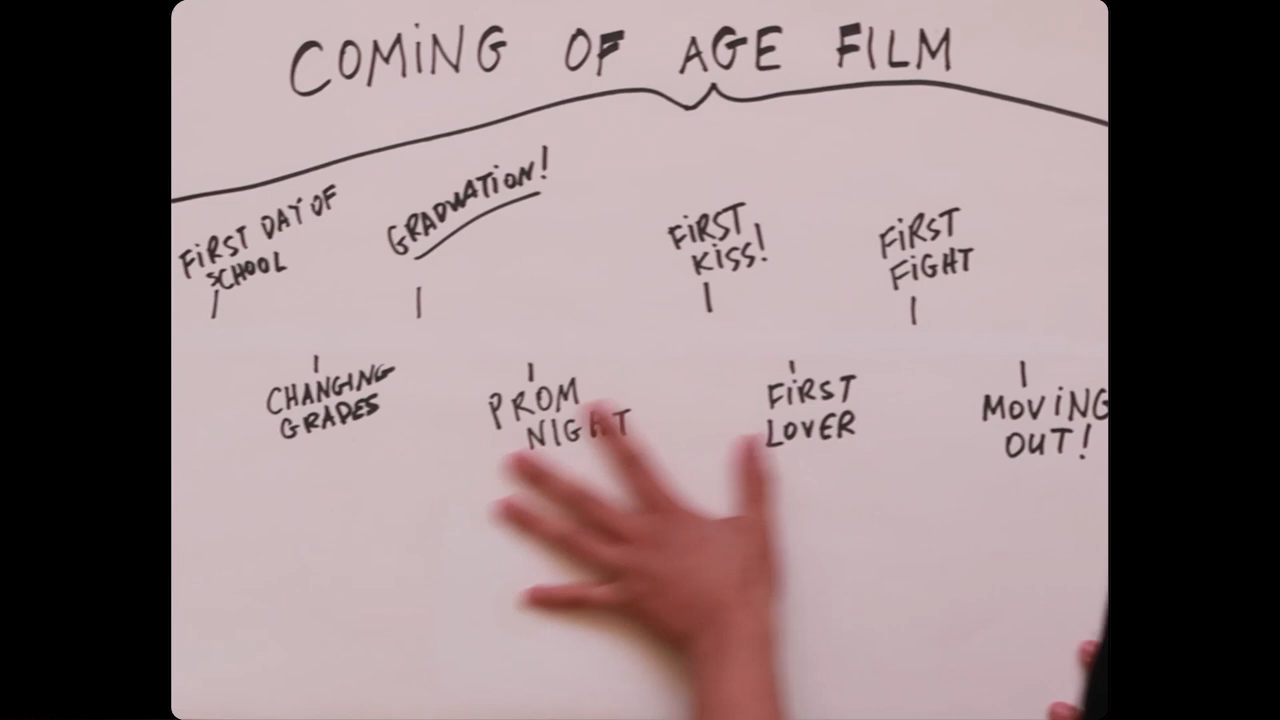 COMING OF AGE FILM
FIRST DAY OF
SCHOOL
GRADUATION!
FIRST
KISS!
FIRST
FIGHT
CHANGING
GRADES
PROM
NIGHT
FIRST
LOVER
MOVING
OUT!